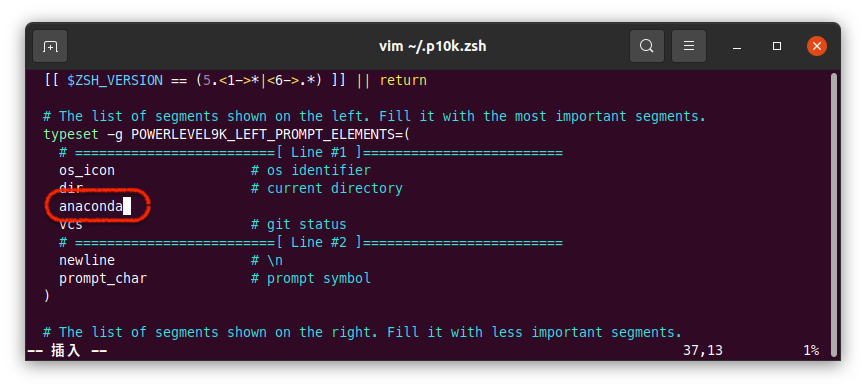 vim ~/.p10k.zsh
[[ $ZSH_VERSION == (5.<1->*|<6->.*) ]] || return
# The list of segments shown on the left. Fill it with the most important segments.
typeset -g POWERLEVEL9K_LEFT_PROMPT_ELEMENTS=(
# =========================[ Line #1 ]=========================
os_icon # os identifier
dir # current directory
anaconda
vcs # git status
# =========================[ Line #2 ]=========================
newline # \n
prompt_char # prompt symbol
)
# The list of segments shown on the right. Fill it with less important segments.
-- 插入 -- 37,13 1%